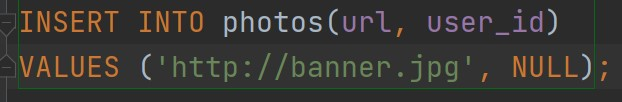 INSERT INTO photos(url, user_id)
VALUES ('http://banner.jpg', NULL);